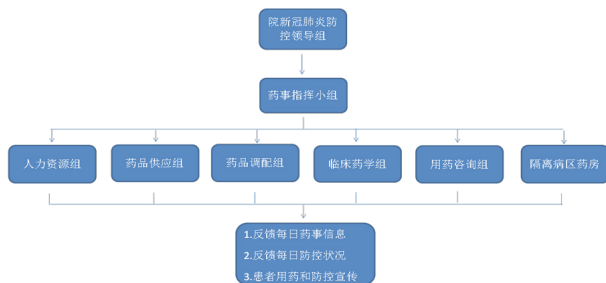 院新冠肺炎防
控领导组
药事指挥小组
人力资源组
药品供应组
药品调配组
临床药学组
用药咨询组
隔离病区药房
1.反馈每日药事信息
2.反馈每日防控状况
3.患者用药和防控宣传